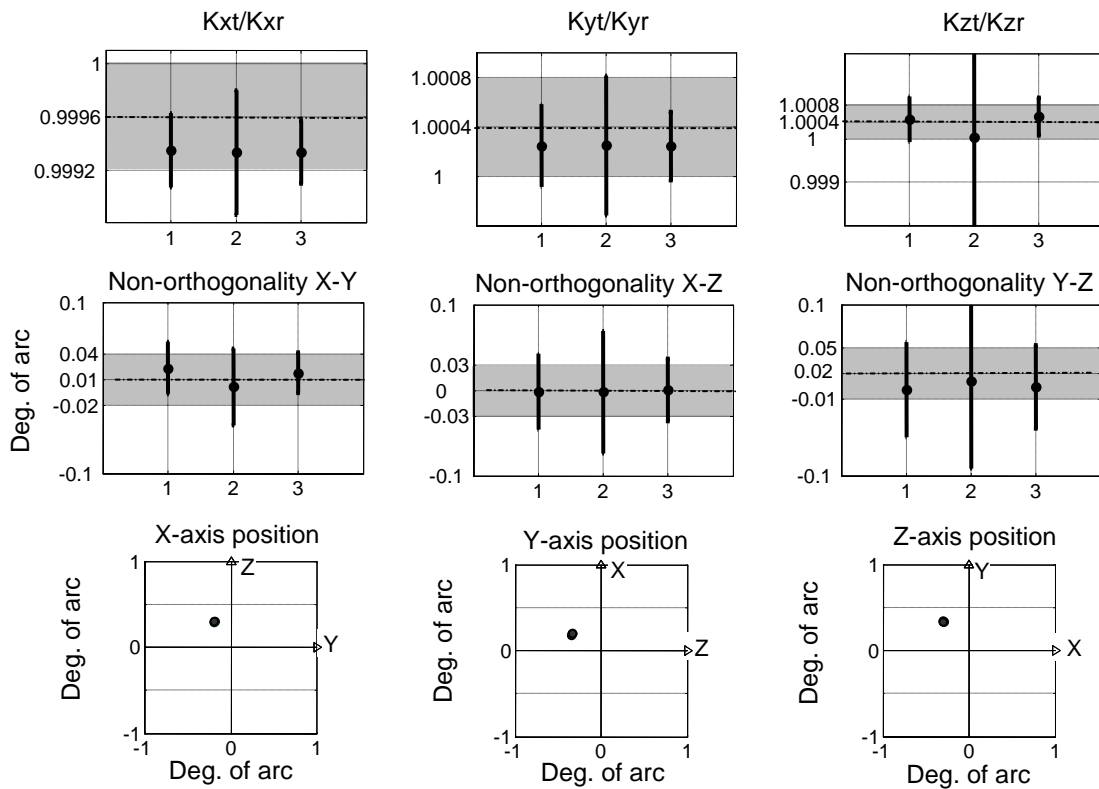 Kxt/Kxr
Kyt/Kyr
Kzt/Kzr
1
0.9996
0.9992
1 2 3
1.0008
1.0004
1
1 2 3
1.0008
1.0004
1
0.999
1 2 3
Non-orthogonality X-Y
Non-orthogonality X-Z
Non-orthogonality Y-Z
Deg. of arc
0.1
0.04
0.01
-0.02
-0.1
1 2 3
0.1
0.03
0
-0.03
-0.1
1 2 3
0.1
0.05
0.02
-0.01
-0.1
1 2 3
X-axis position
Y-axis position
Z-axis position
Deg. of arc
1
0
-1
Z
Y
-1 0 1
Deg. of arc
Deg. of arc
1
0
-1
X
Z
-1 0 1
Deg. of arc
Deg. of arc
1
0
-1
Y
X
-1 0 1
Deg. of arc